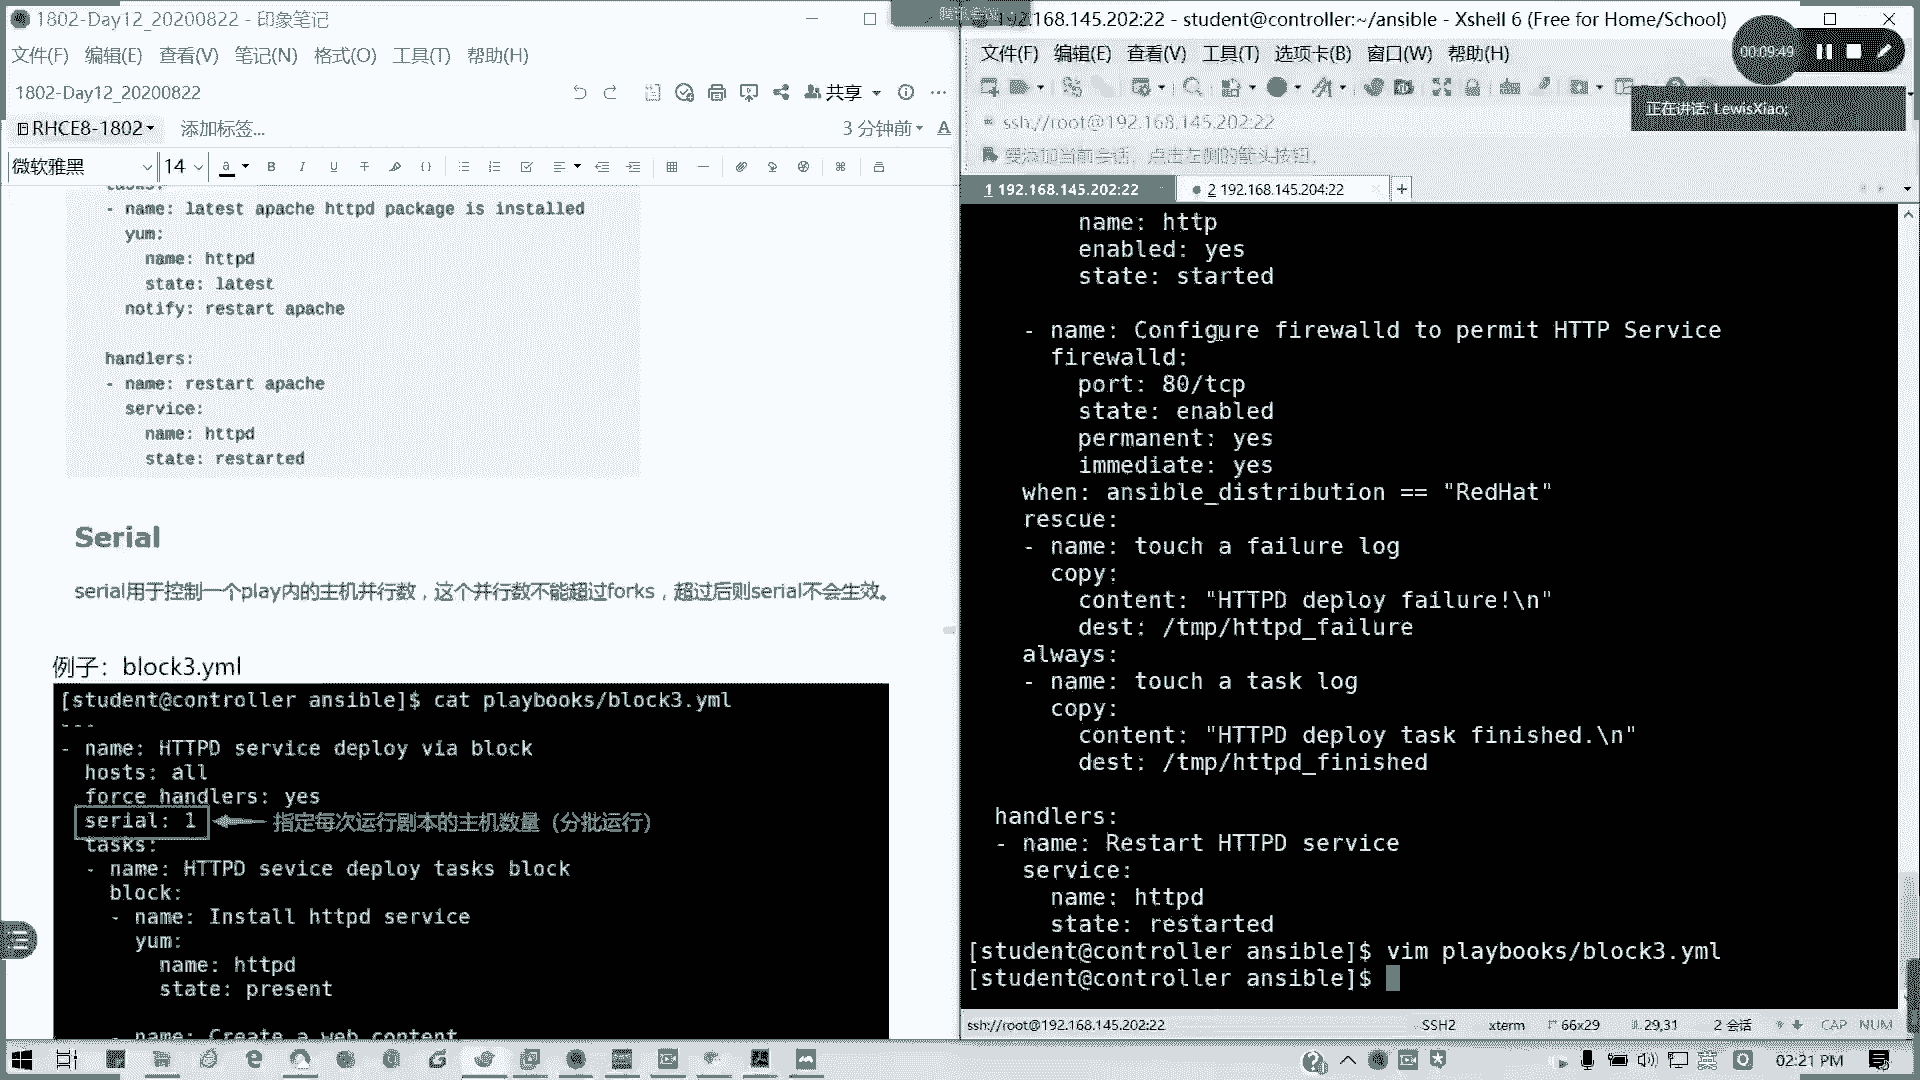 1802-Day12_20200822 - 印象笔记
文件(F) 编辑(E) 查看(V) 笔记(N) 格式(O) 工具(T) 帮助(H)
1802-Day12_20200822
共享
RHCE8-1802
添加标签...
3 分钟前
微软雅黑 14
tasks:
- name: latest apache httpd package is installed
yum:
name: httpd
state: latest
notify: restart apache
handlers:
- name: restart apache
service:
name: httpd
state: restarted
Serial
serial用于控制一个play内的主机并行数，这个并行数不能超过forks，超过后则serial不会生效。
例子：block3.yml
[student@controller ansible]$ cat playbooks/block3.yml
---
- name: HTTPD service deploy via block
hosts: all
force_handlers: yes
serial: 1
指定每次运行剧本的主机数量（分批运行）
tasks:
- name: HTTPD sevice deploy tasks block
block:
- name: Install httpd service
yum:
name: httpd
state: present
- name: Create a web content
腾讯会议
192.168.145.202:22 - student@controller:~/ansible - Xshell 6 (Free for Home/School)
文件(F) 编辑(E) 查看(V) 工具(T) 选项卡(B) 窗口(W) 帮助(H)
00:09:49
正在讲话: LewisXiao;
ssh://root@192.168.145.202:22
要添加当前会话，点击左侧的箭头按钮。
1 192.168.145.202:22
2 192.168.145.204:22
name: http
enabled: yes
state: started
- name: Configure firewalld to permit HTTP Service
firewalld:
port: 80/tcp
state: enabled
permanent: yes
immediate: yes
when: ansible_distribution == "RedHat"
rescue:
- name: touch a failure log
copy:
content: "HTTPD deploy failure!\n"
dest: /tmp/httpd_failure
always:
- name: touch a task log
copy:
content: "HTTPD deploy task finished.\n"
dest: /tmp/httpd_finished
handlers:
- name: Restart HTTPD service
service:
name: httpd
state: restarted
[student@controller ansible]$ vim playbooks/block3.yml
[student@controller ansible]$
ssh://root@192.168.145.202:22 SSH2 xterm 66x29 29,31 2 会话 CAP NUM
英
02:21 PM